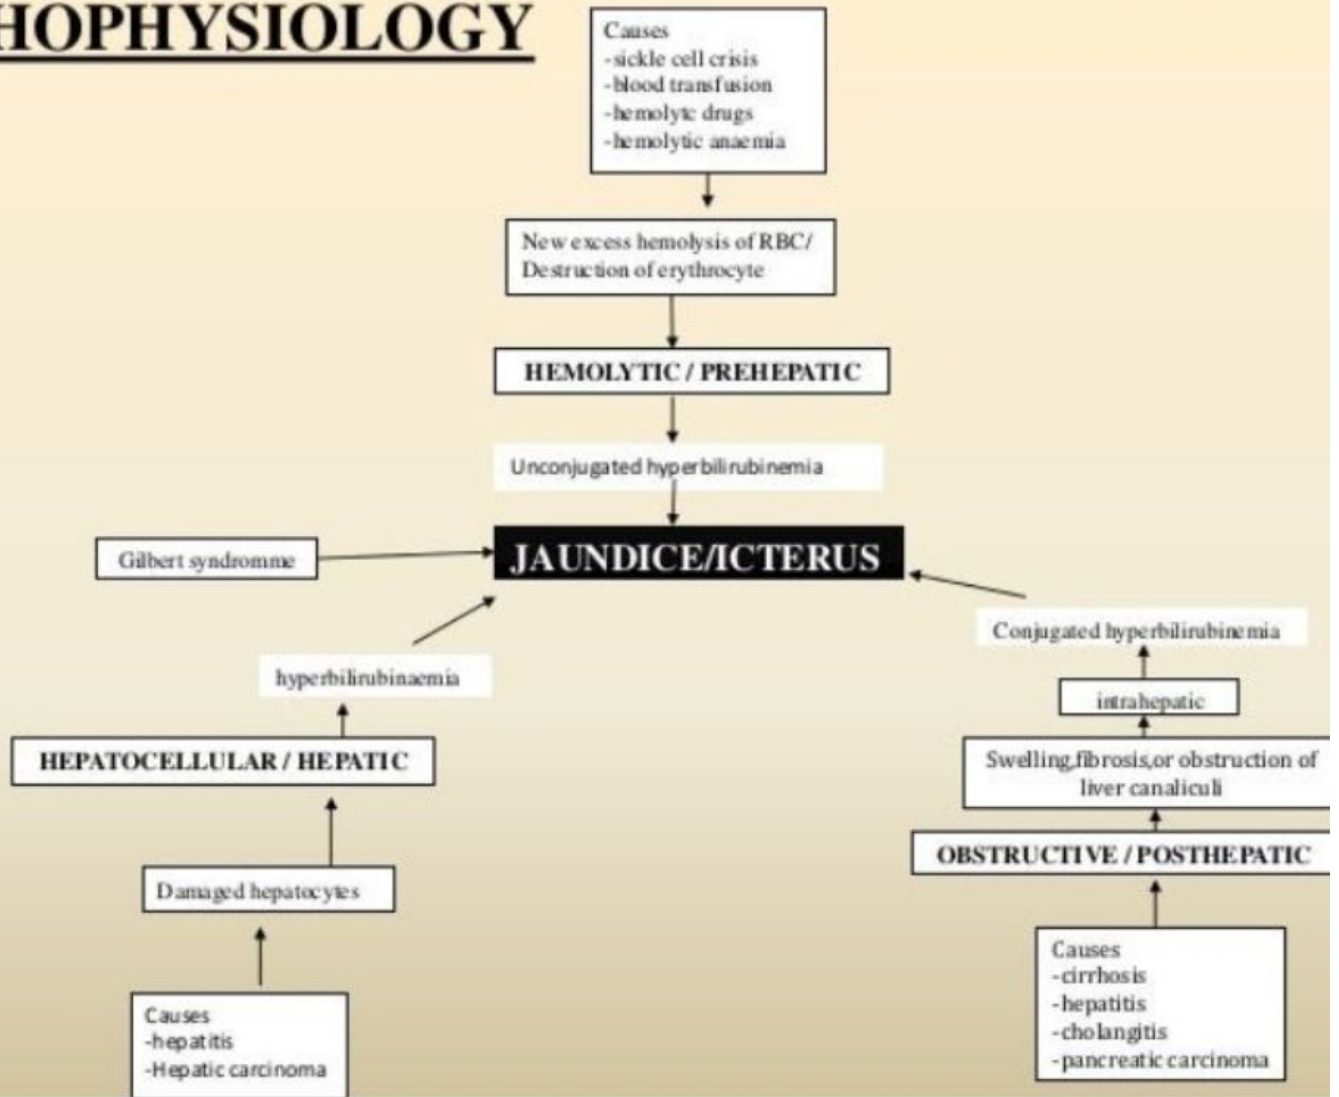 HOPHYSIOLOGY
Causes
-sickle cell crisis
-blood transfusion
-hemolytc drugs
-hemolytic anaemia
New excess hemolysis of RBC/
Destruction of erythrocyte
HEMOLYTIC / PREHEPATIC
Unconjugated hyperbilirubinemia
Gilbert syndromme
JAUNDICE/ICTERUS
Conjugated hyperbilirubinemia
hyperbilirubinaemia
intrahepatic
HEPATOCELLULAR / HEPATIC
Swelling,fibrosis,or obstruction of
liver canaliculi
OBSTRUCTIVE / POSTHEPATIC
Damaged hepatocytes
Causes
-cirrhosis
-hepatitis
-cholangitis
-pancreatic carcinoma
Causes
-hepatitis
-Hepatic carcinoma